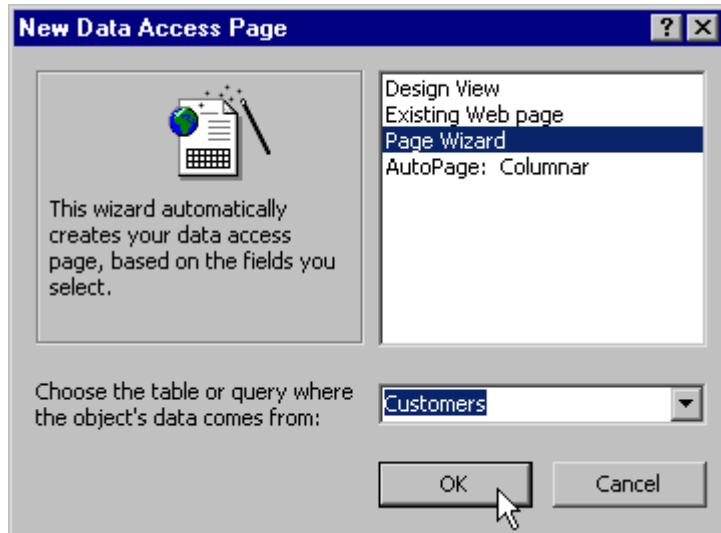 New Data Access Page
This wizard automatically
creates your data access
page, based on the fields you
select.
Design View
Existing Web page
Page Wizard
AutoPage: Columnar
Choose the table or query where
the object's data comes from:
Customers
OK
Cancel